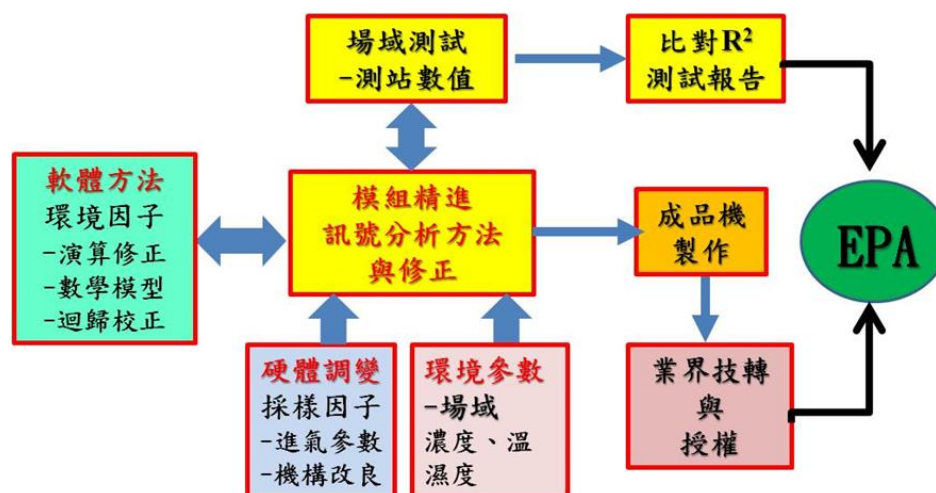 場域測試
-測站數值
比對R²
測試報告
軟體方法
環境因子
-演算修正
-數學模型
-迴歸校正
模組精進
訊號分析方法
與修正
成品機
製作
EPA
硬體調變
採樣因子
-進氣參數
-機構改良
環境參數
-場域
濃度、溫
濕度
業界技轉
與
授權